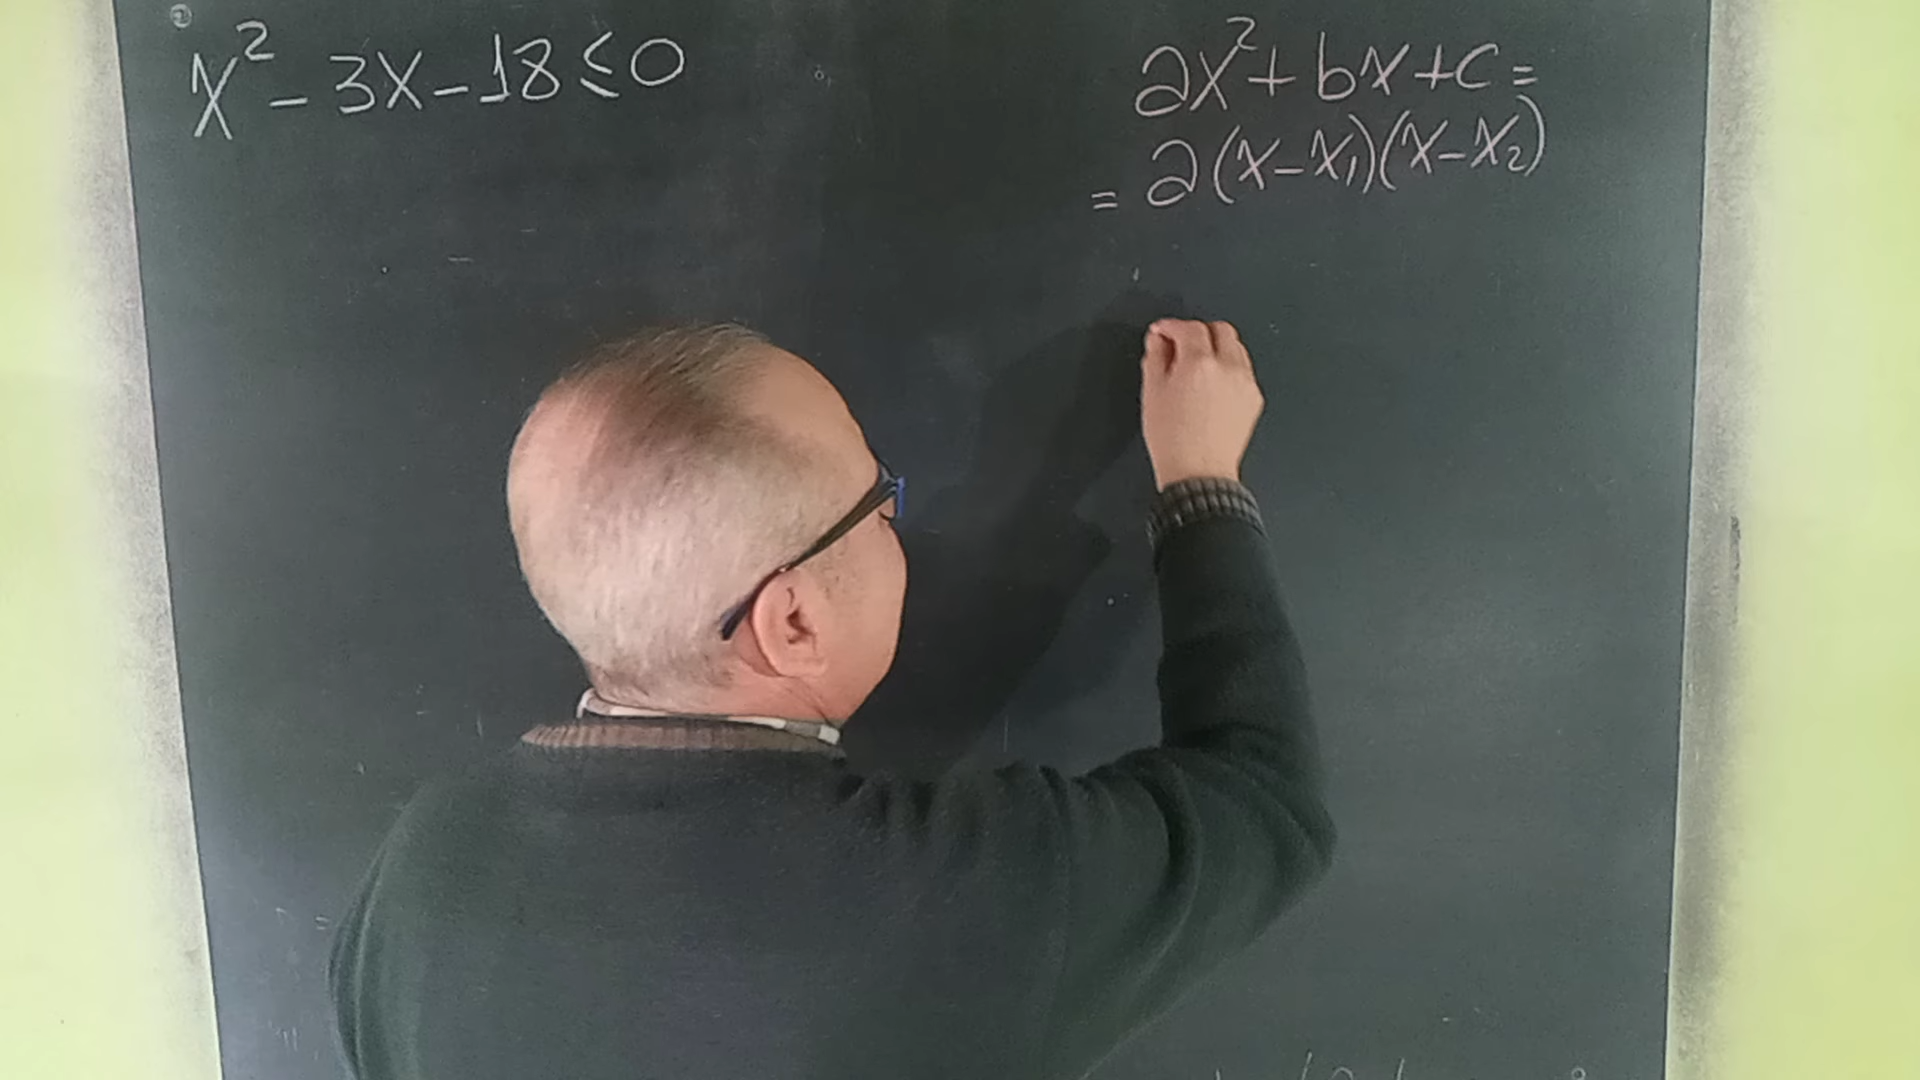 x² - 3x - 18 ≤ 0
ax² + bx + c =
= a(x - x₁)(x - x₂)